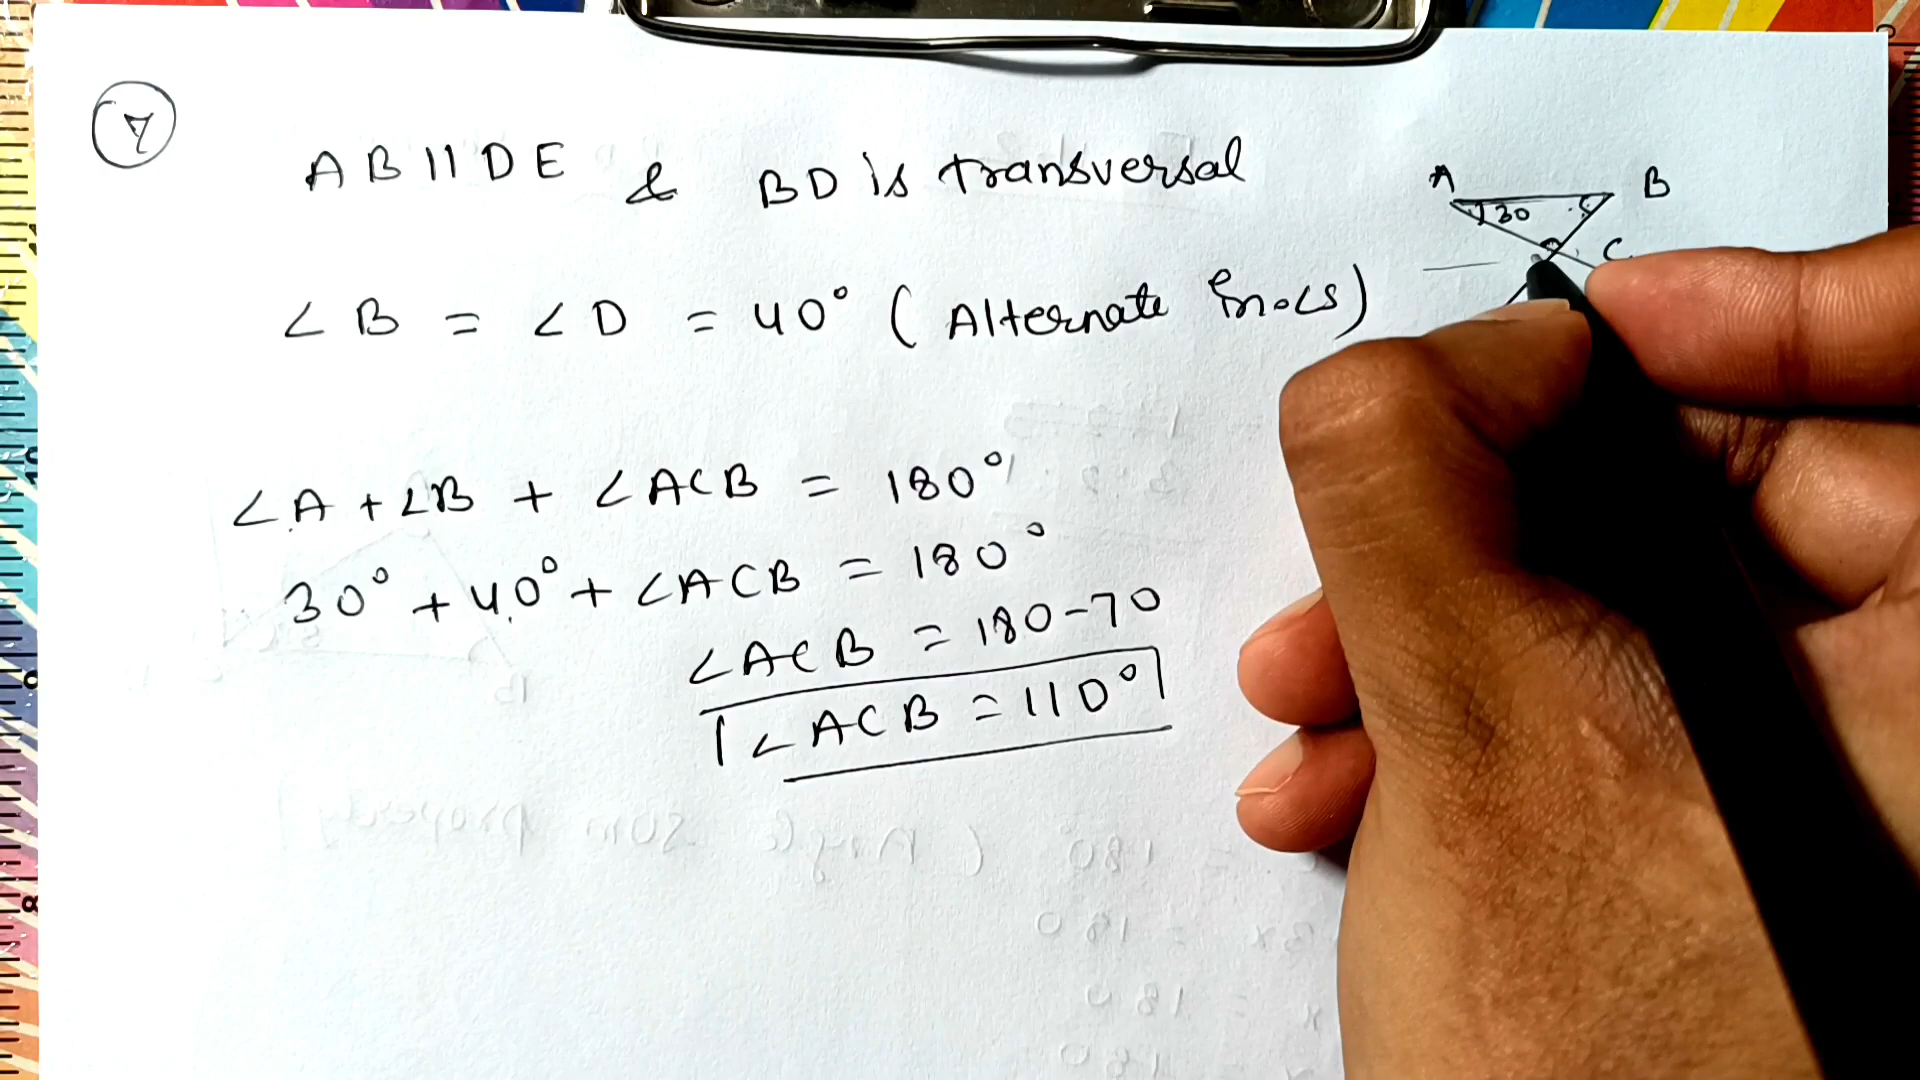 7
AB || DE & BD is transversal
∠B = ∠D = 40° ( Alternate In.∠s)
∠A + ∠B + ∠ACB = 180°
30° + 40° + ∠ACB = 180°
∠ACB = 180-70
∠ACB = 110°
A B
30
C